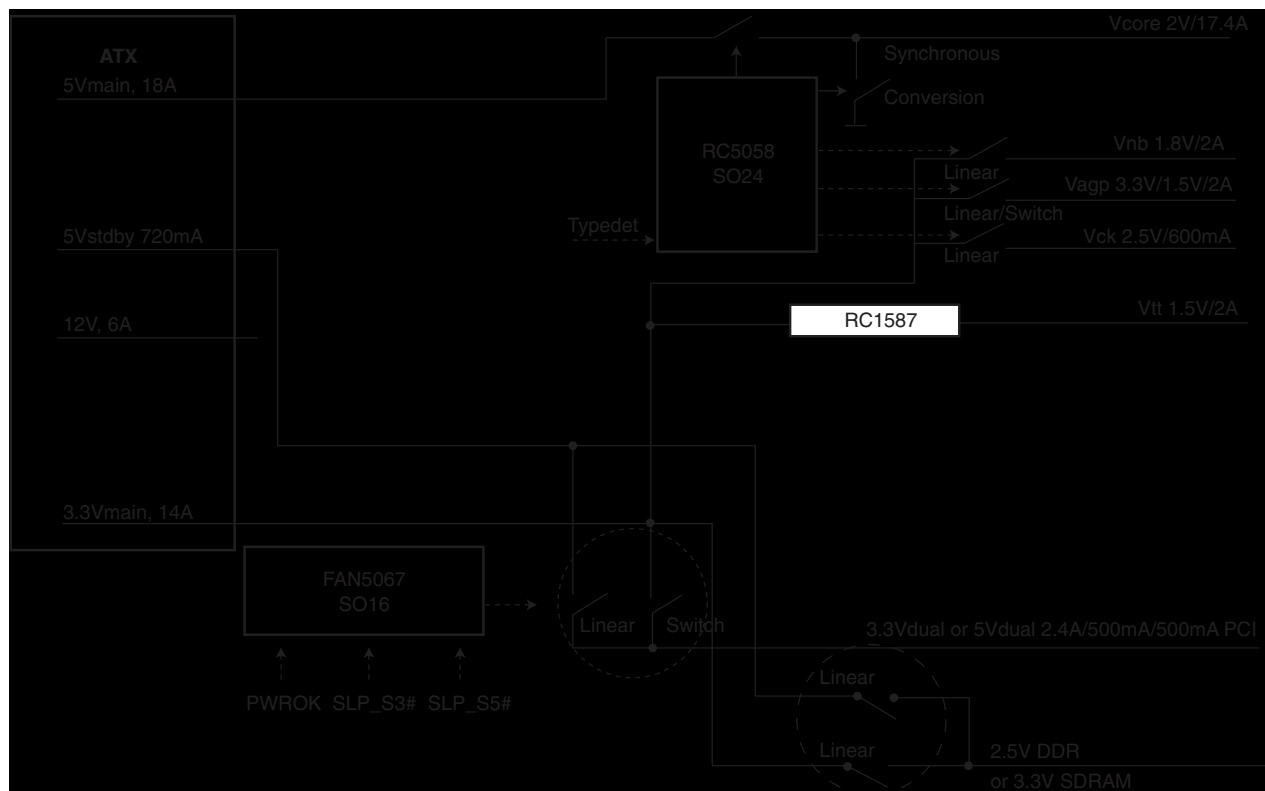 Vcore 2V/17.4A
ATX
Synchronous
5Vmain, 18A
Conversion
RC5058
SO24
Vnb 1.8V/2A
Linear
Vagp 3.3V/1.5V/2A
Linear/Switch
Typedet
5Vstdby 720mA
Vck 2.5V/600mA
Linear
12V, 6A
RC1587
Vtt 1.5V/2A
3.3Vmain, 14A
FAN5067
SO16
Linear
Switch
3.3Vdual or 5Vdual 2.4A/500mA/500mA PCI
PWROK
SLP_S3#
SLP_S5#
Linear
Linear
2.5V DDR
or 3.3V SDRAM